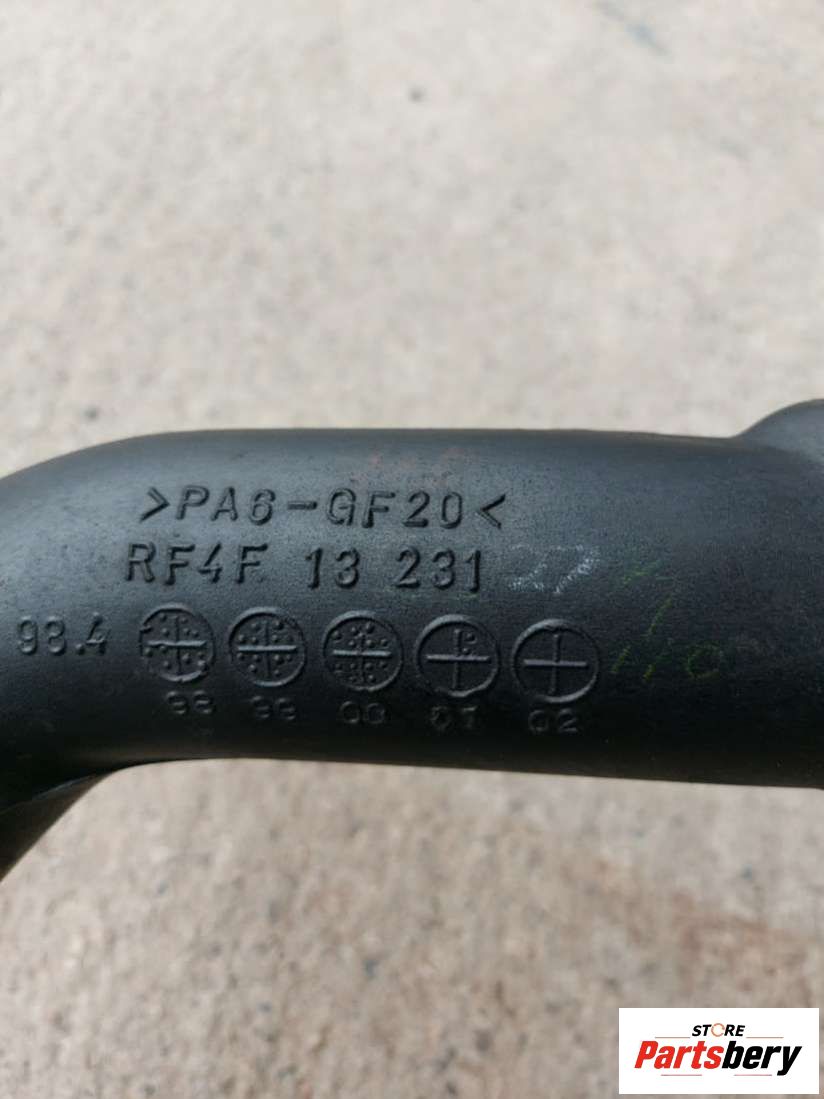 >PA6-GF20<
RF4F 13 231
98.4
98 99 00 01 02
STORE
Partsbery